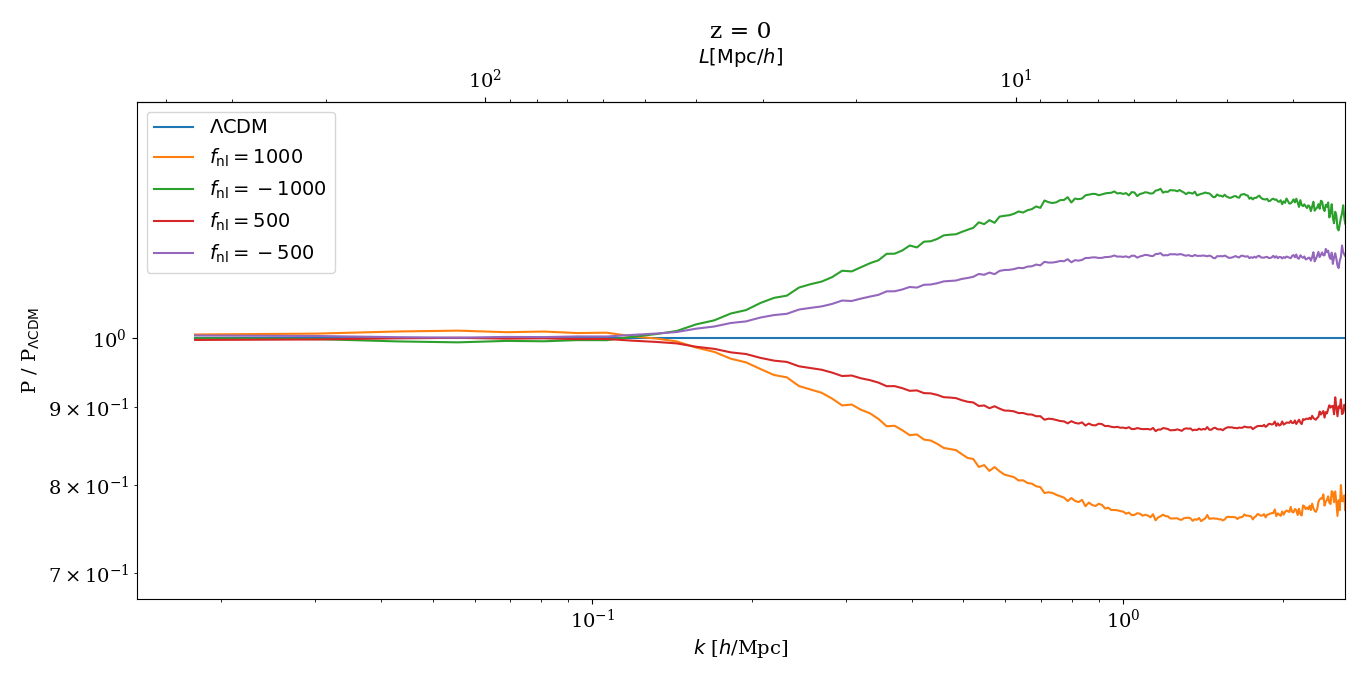 z = 0
L[Mpc/h]
10² 10¹
ΛCDM
f_nl = 1000
f_nl = − 1000
f_nl = 500
f_nl = − 500
P / P_ΛCDM
10⁰
9 × 10⁻¹
8 × 10⁻¹
7 × 10⁻¹
10⁻¹ 10⁰
k [h/Mpc]